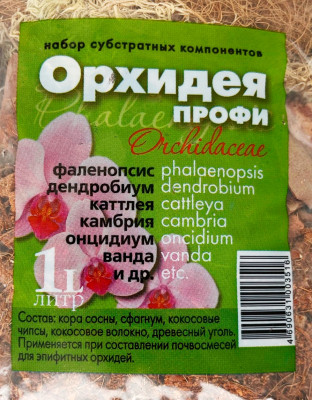 набор субстратных компонентов
Орхидея
Phalae
ПРОФИ
Orchidaceae
фаленопсис phalaenopsis
дендробиум dendrobium
каттлея cattleya
камбрия cambria
онцидиум oncidium
ванда vanda
и др. etc.
1L
литр
Состав: кора сосны, сфагнум, кокосовые
чипсы, кокосовое волокно, древесный уголь.
Применяется при составлении почвосмесей
для эпифитных орхидей.
4690631003516